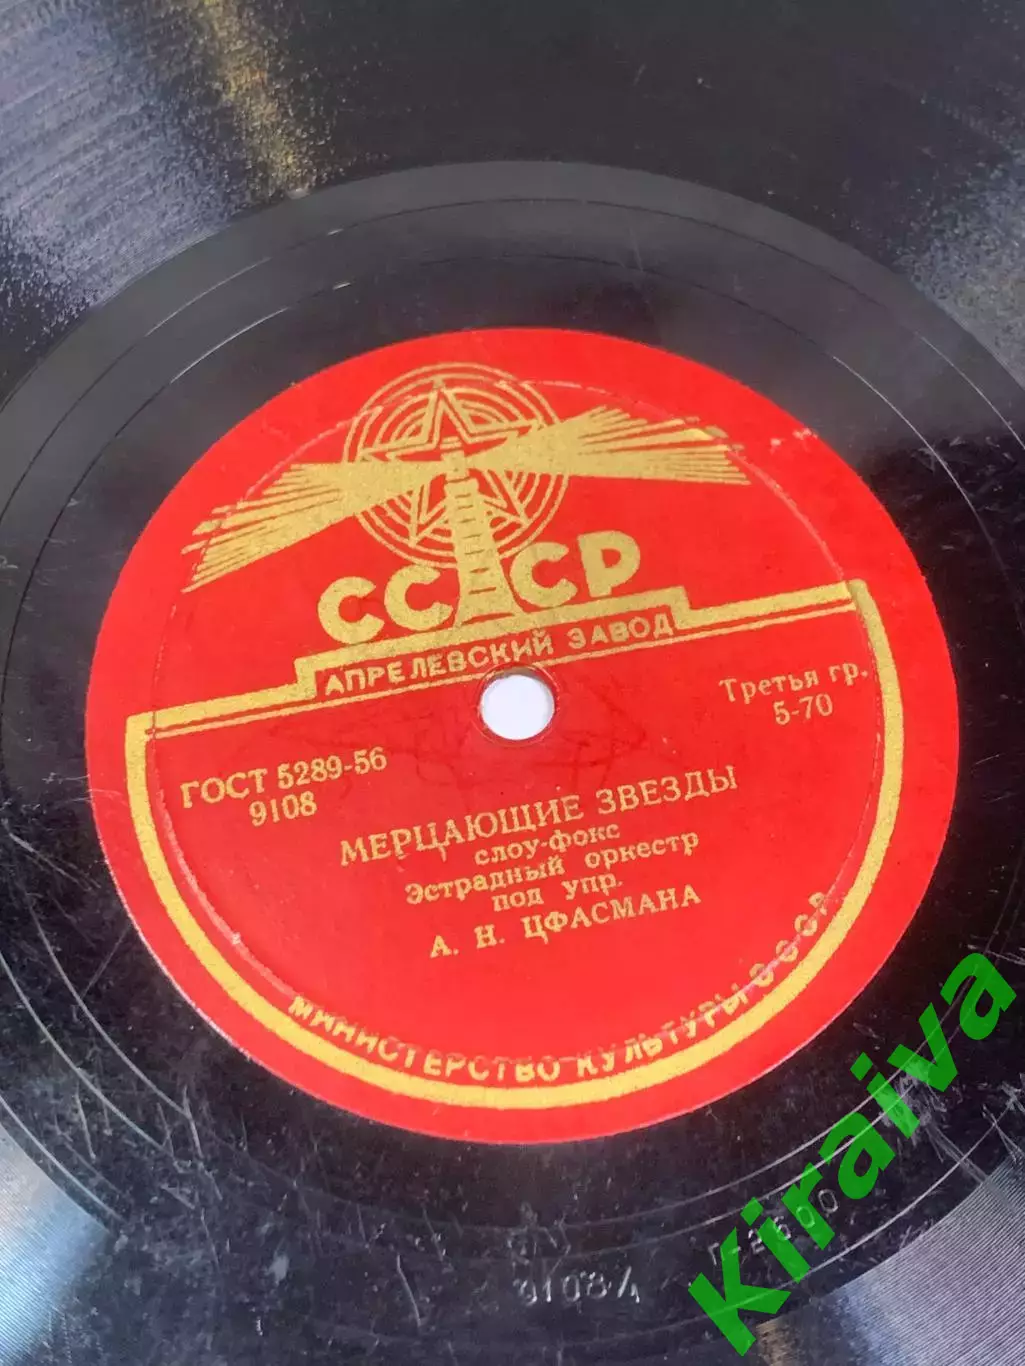 СССР
АПРЕЛЕВСКИЙ ЗАВОД
Третья гр.
5-70
ГОСТ 5289-56
9108
МЕРЦАЮЩИЕ ЗВЕЗДЫ
слоу-фокс
Эстрадный оркестр
под упр.
А. Н. ЦФАСМАНА
МИНИСТЕРСТВО КУЛЬТУРЫ СССР
Kiraiva